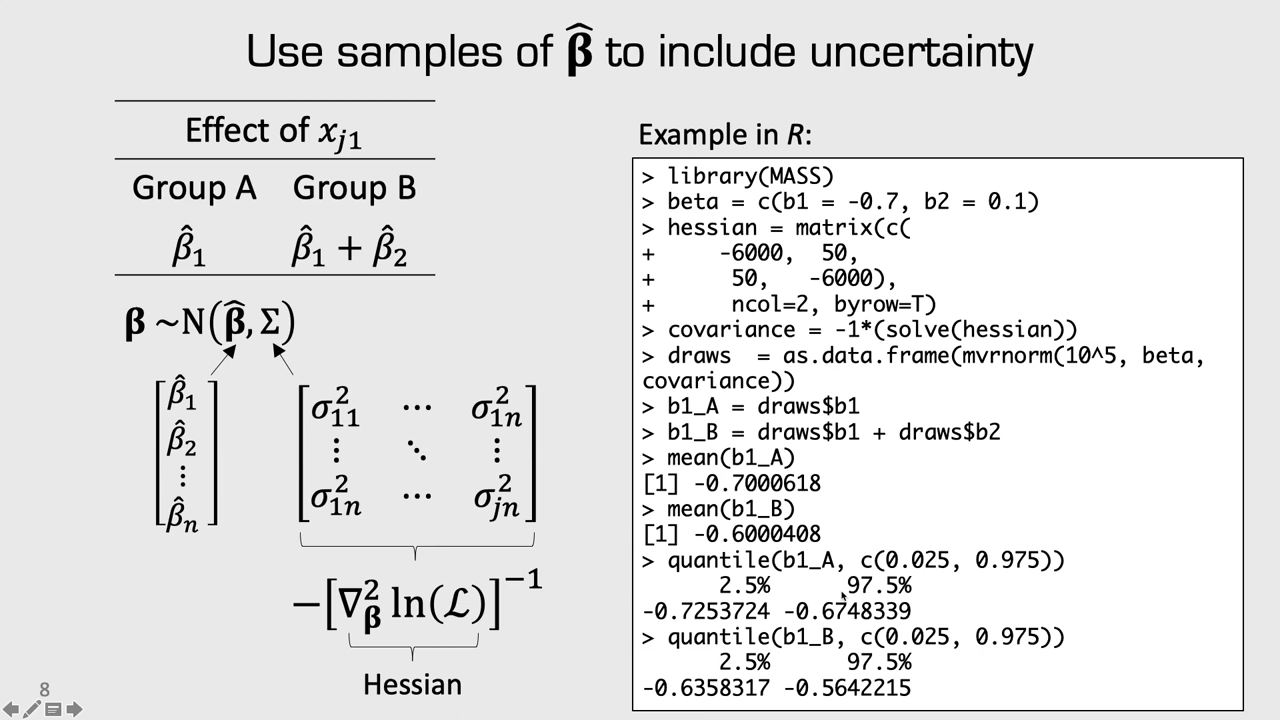 Use samples of β̂ to include uncertainty
Effect of x_{j1}
Group A Group B
β̂₁ β̂₁ + β̂₂
β ~N(β̂, Σ)
β̂₁
β̂₂
⋮
β̂ₙ
σ²₁₁ ⋯ σ²₁ₙ
⋮ ⋱ ⋮
σ²₁ₙ ⋯ σ²ⱼₙ
−[∇²_β ln(ℒ)]⁻¹
Hessian
8
Example in R:
> library(MASS)
> beta = c(b1 = -0.7, b2 = 0.1)
> hessian = matrix(c(
+ -6000, 50,
+ 50, -6000),
+ ncol=2, byrow=T)
> covariance = -1*(solve(hessian))
> draws = as.data.frame(mvrnorm(10^5, beta,
covariance))
> b1_A = draws$b1
> b1_B = draws$b1 + draws$b2
> mean(b1_A)
[1] -0.7000618
> mean(b1_B)
[1] -0.6000408
> quantile(b1_A, c(0.025, 0.975))
2.5% 97.5%
-0.7253724 -0.6748339
> quantile(b1_B, c(0.025, 0.975))
2.5% 97.5%
-0.6358317 -0.5642215